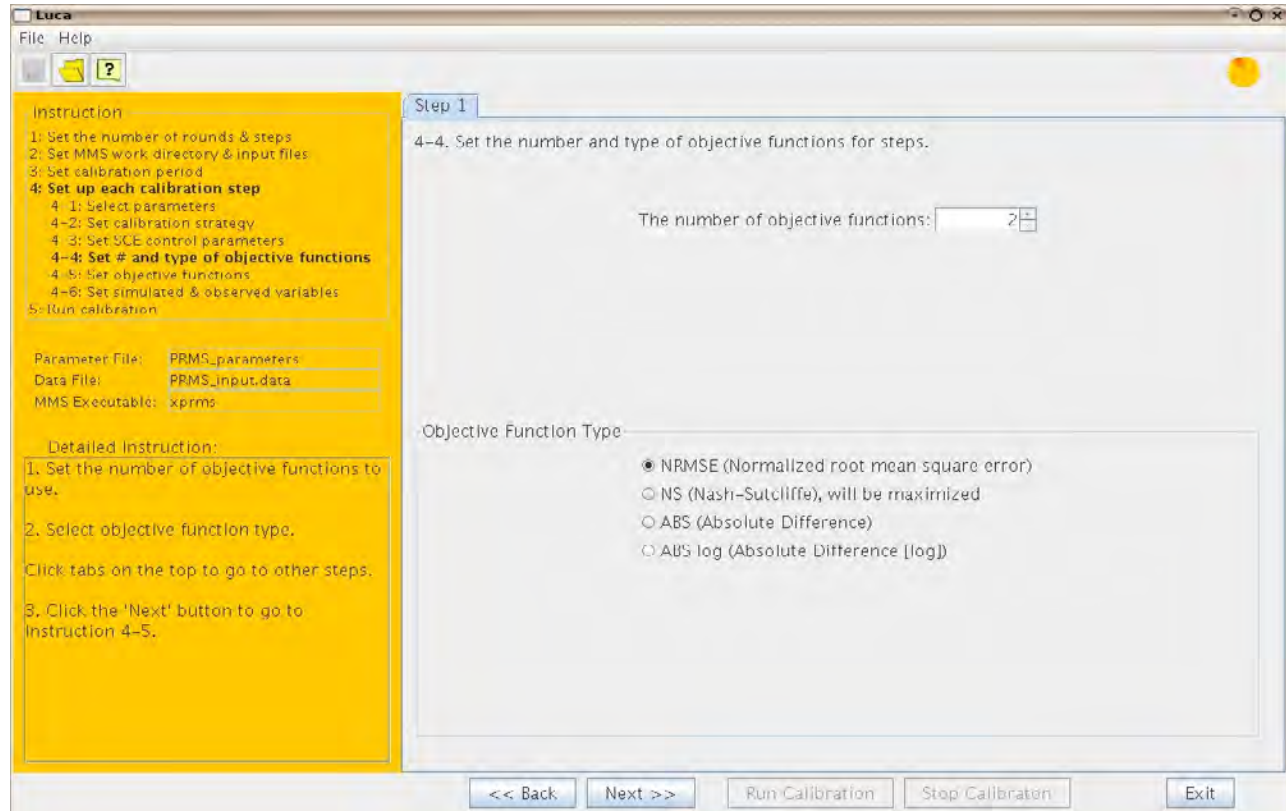 Luca
File Help
?
Instruction
1: Set the number of rounds & steps
2: Set MMS work directory & input files
3: Set calibration period
4: Set up each calibration step
4-1: Select parameters
4-2: Set calibration strategy
4-3: Set SCE control parameters
4-4: Set # and type of objective functions
4-5: Set objective functions
4-6: Set simulated & observed variables
5: Run calibration
Parameter File: PRMS_parameters
Data File: PRMS_input.data
MMS Executable: xprms
Detailed Instruction:
1. Set the number of objective functions to
use.
2. Select objective function type.
Click tabs on the top to go to other steps.
3. Click the 'Next' button to go to
Instruction 4-5.
Step 1
4-4. Set the number and type of objective functions for steps.
The number of objective functions: 2
Objective Function Type
NRMSE (Normalized root mean square error)
NS (Nash-Sutcliffe), will be maximized
ABS (Absolute Difference)
ABS log (Absolute Difference [log])
<< Back Next >> Run Calibration Stop Calibraton Exit